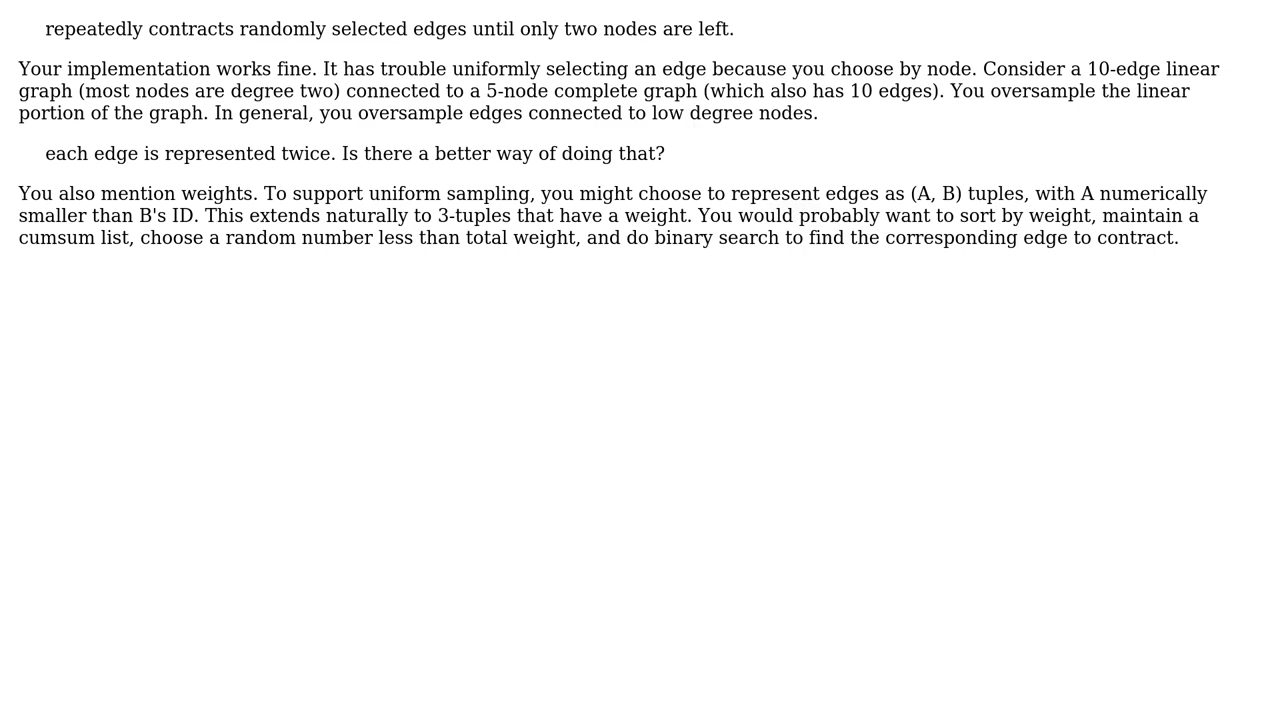 repeatedly contracts randomly selected edges until only two nodes are left.
Your implementation works fine. It has trouble uniformly selecting an edge because you choose by node. Consider a 10-edge linear
graph (most nodes are degree two) connected to a 5-node complete graph (which also has 10 edges). You oversample the linear
portion of the graph. In general, you oversample edges connected to low degree nodes.
each edge is represented twice. Is there a better way of doing that?
You also mention weights. To support uniform sampling, you might choose to represent edges as (A, B) tuples, with A numerically
smaller than B's ID. This extends naturally to 3-tuples that have a weight. You would probably want to sort by weight, maintain a
cumsum list, choose a random number less than total weight, and do binary search to find the corresponding edge to contract.